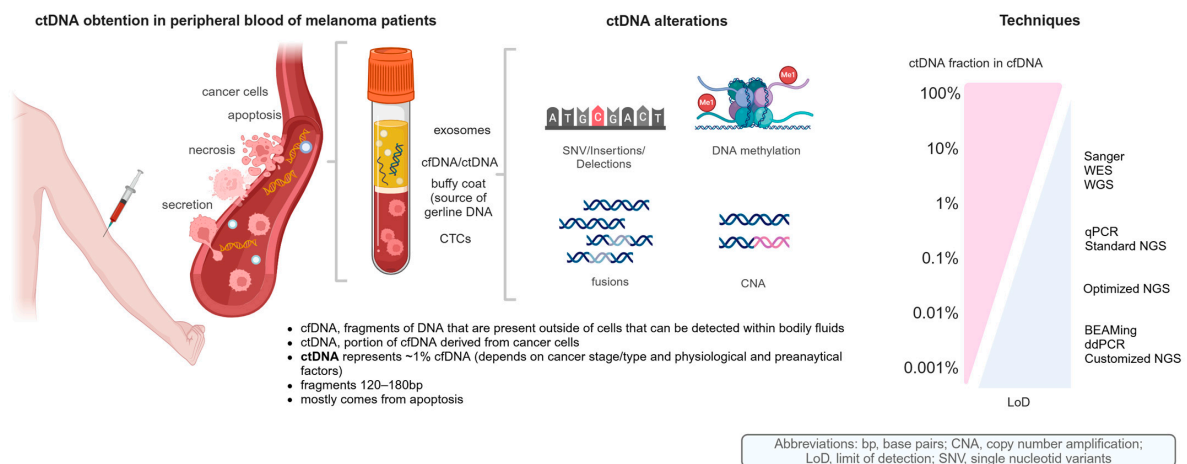 ctDNA obtention in peripheral blood of melanoma patients
cancer cells
apoptosis
necrosis
secretion
exosomes
cfDNA/ctDNA
buffy coat
(source of
gerline DNA
CTCs
ctDNA alterations
A T G C G A C T
SNV/Insertions/
Delections
Me1
Me1
DNA methylation
fusions
CNA
• cfDNA, fragments of DNA that are present outside of cells that can be detected within bodily fluids
• ctDNA, portion of cfDNA derived from cancer cells
• ctDNA represents ~1% cfDNA (depends on cancer stage/type and physiological and preanaytical
factors)
• fragments 120–180bp
• mostly comes from apoptosis
Techniques
ctDNA fraction in cfDNA
100%
10%
1%
0.1%
0.01%
0.001%
Sanger
WES
WGS
qPCR
Standard NGS
Optimized NGS
BEAMing
ddPCR
Customized NGS
LoD
Abbreviations: bp, base pairs; CNA, copy number amplification;
LoD, limit of detection; SNV, single nucleotid variants